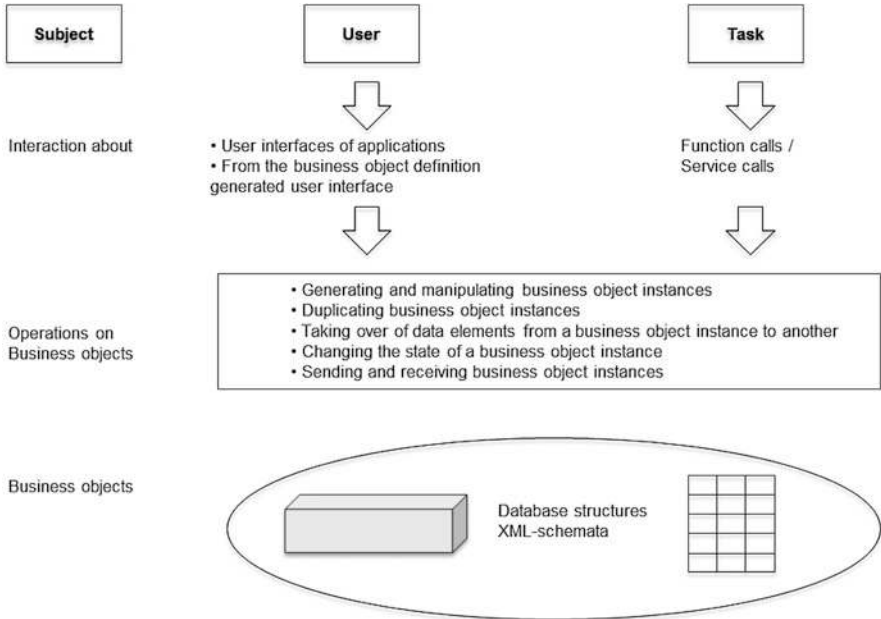 Subject
User
Task
Interaction about
• User interfaces of applications
• From the business object definition
generated user interface
Function calls /
Service calls
Operations on
Business objects
• Generating and manipulating business object instances
• Duplicating business object instances
• Taking over of data elements from a business object instance to another
• Changing the state of a business object instance
• Sending and receiving business object instances
Business objects
Database structures
XML-schemata